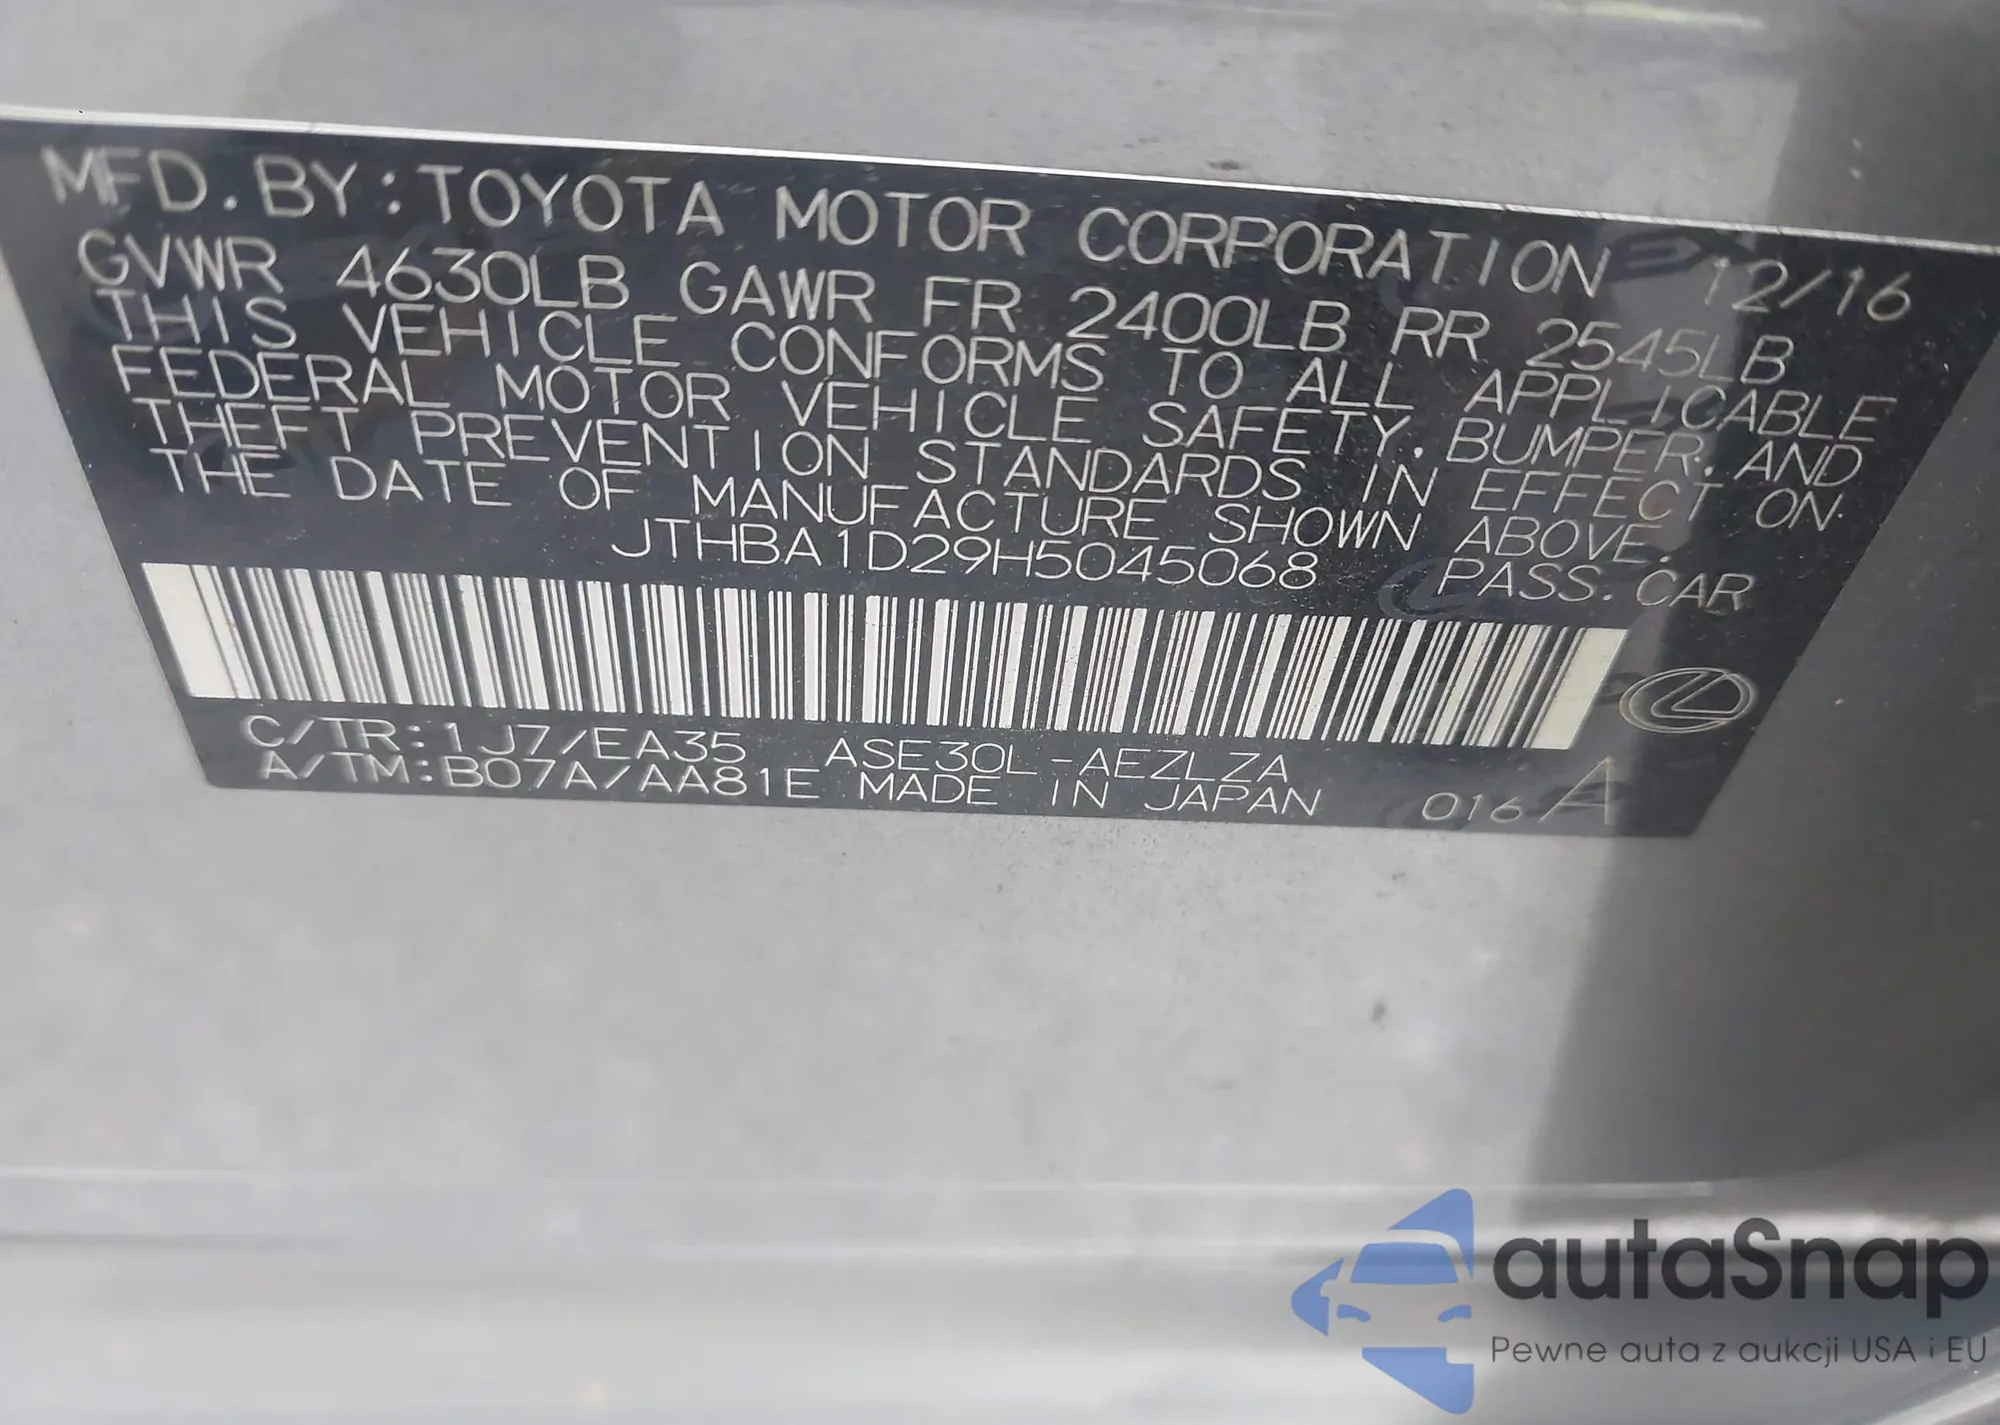 MFD. BY: TOYOTA MOTOR CORPORATION 12/16
GVWR 4630LB GAWR FR 2400LB RR 2545LB
THIS VEHICLE CONFORMS TO ALL APPLICABLE
FEDERAL MOTOR VEHICLE SAFETY, BUMPER, AND
THEFT PREVENTION STANDARDS IN EFFECT ON
THE DATE OF MANUFACTURE SHOWN ABOVE.
JTHBA1D29H5045068 PASS. CAR
C/TR: 1J7/EA35 ASE30L-AEZLZA
A/TM: B07A/AA81E MADE IN JAPAN 016 A
autaSnap
Pewne auta z aukcji USA i EU